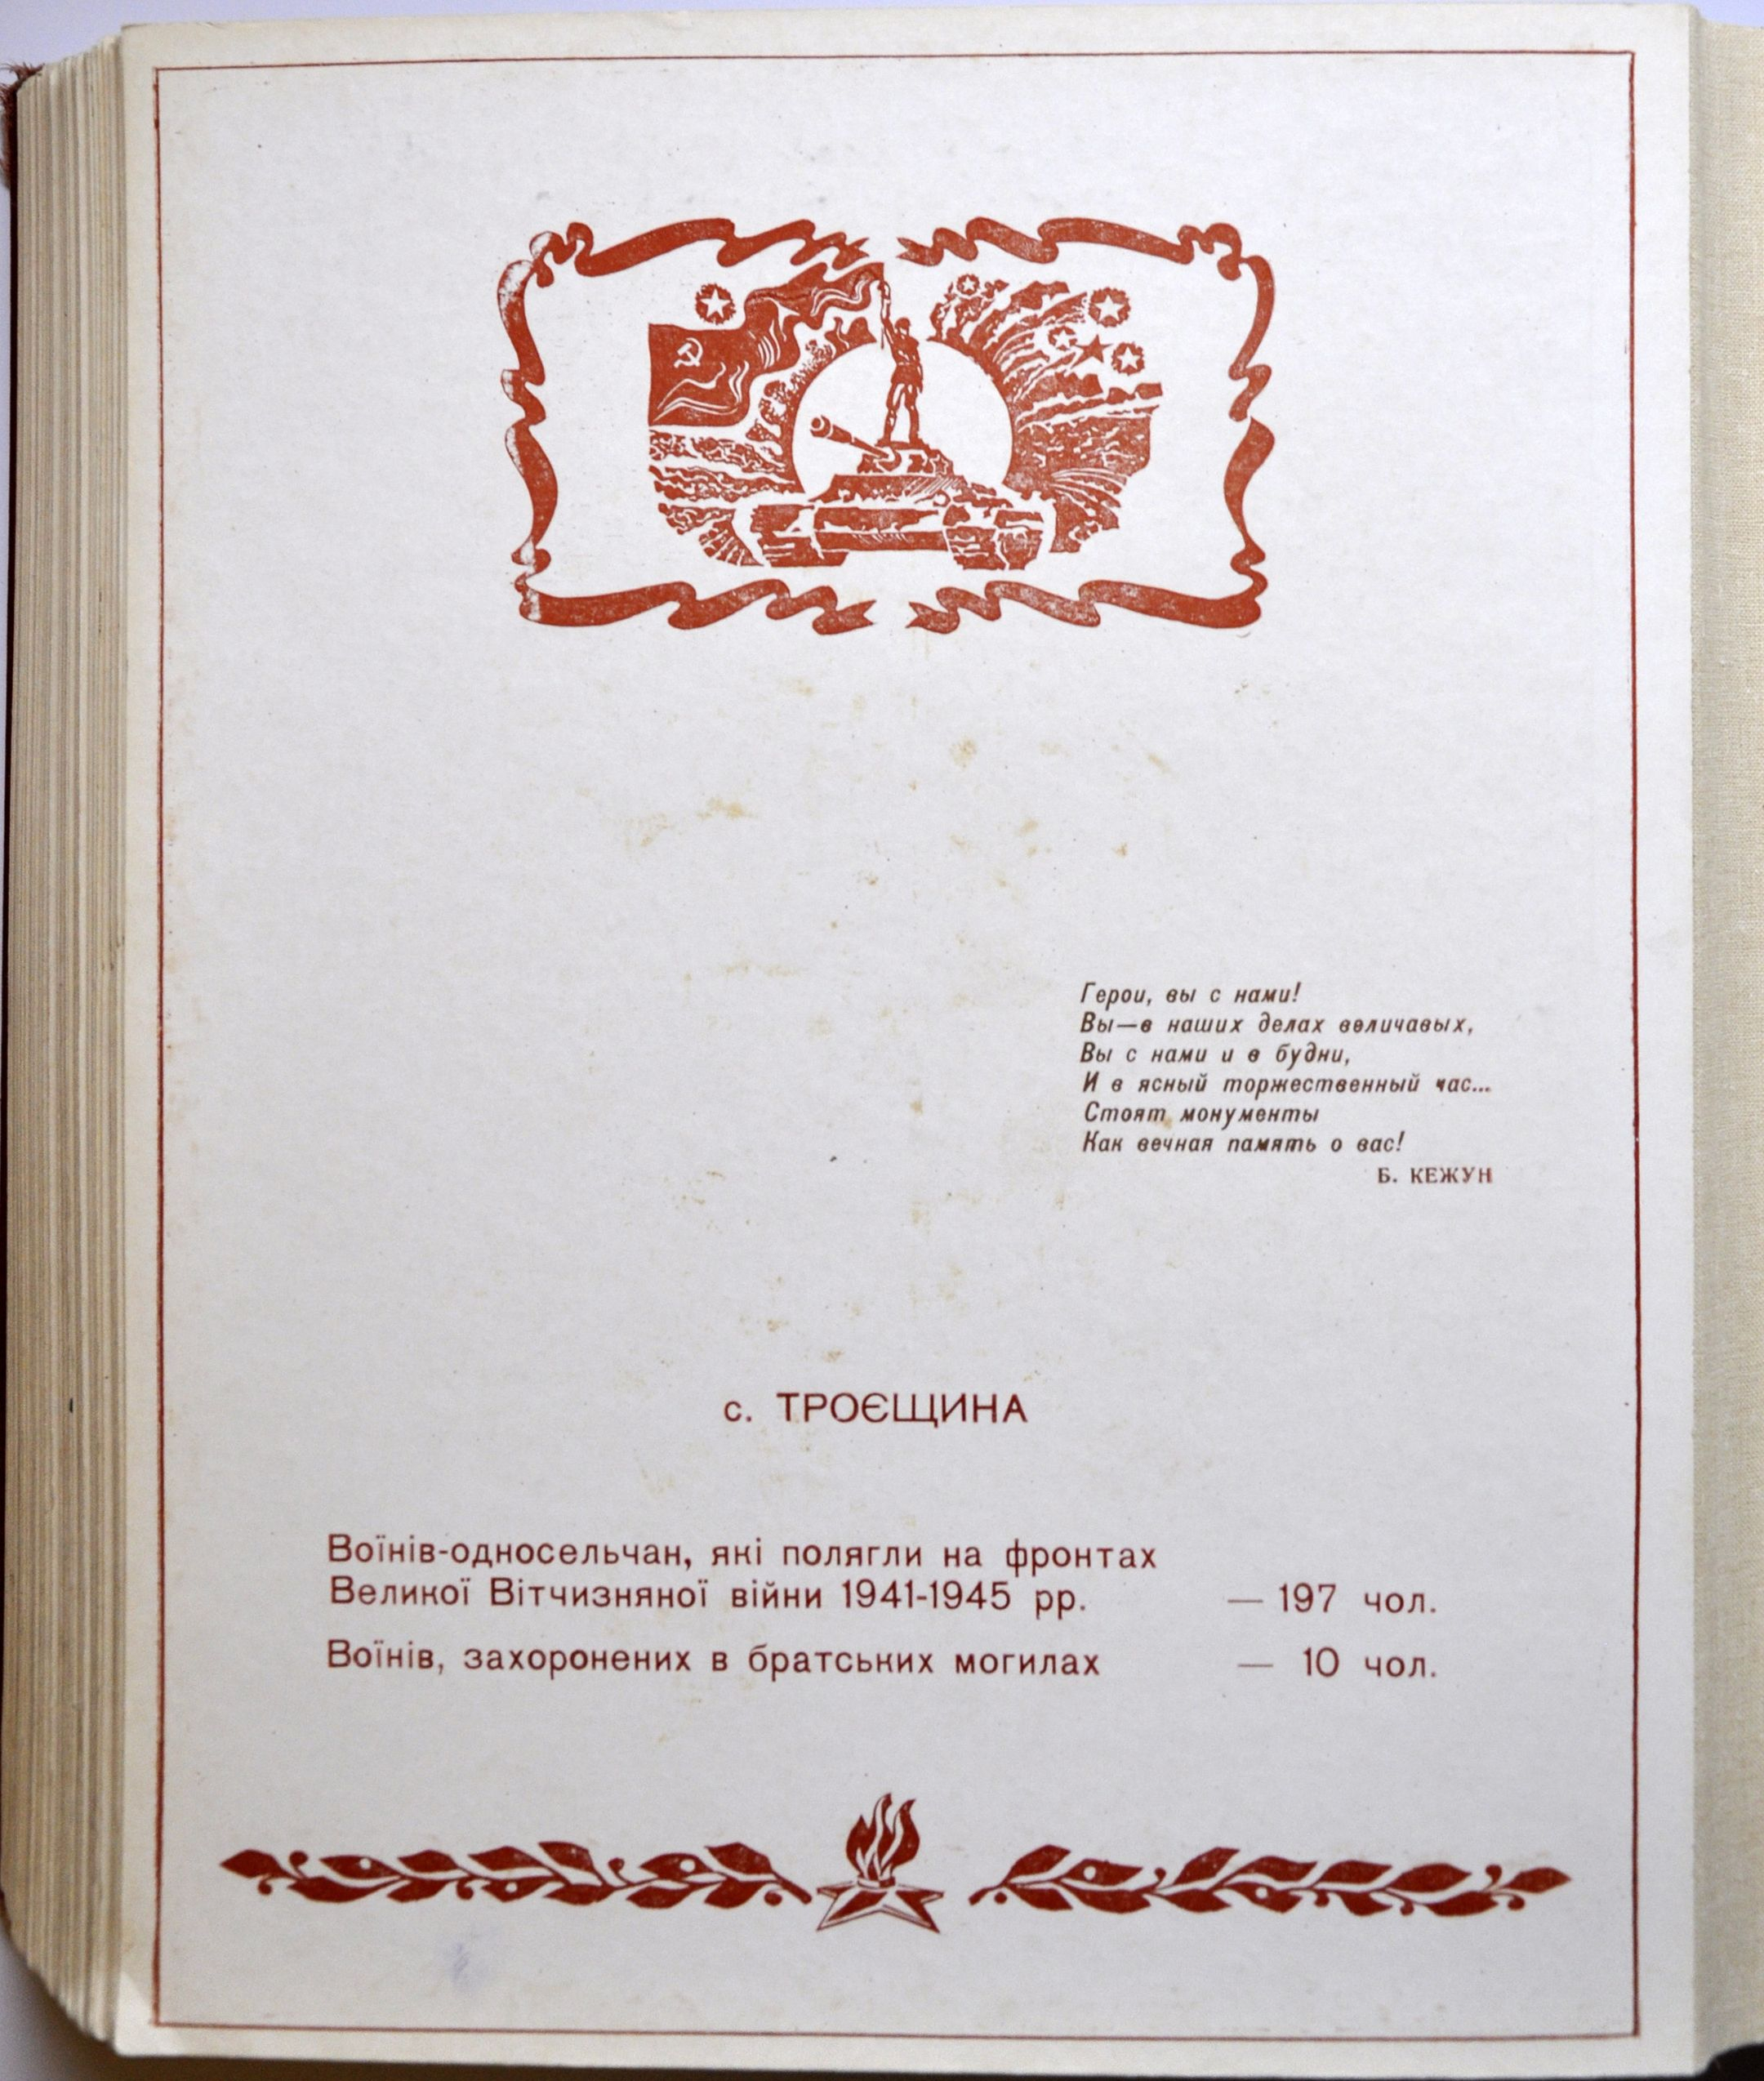 Герои, вы с нами!
Вы—в наших делах величавых,
Вы с нами и в будни,
И в ясный торжественный час...
Стоят монументы
Как вечная память о вас!
Б. КЕЖУН
с. ТРОЄЩИНА
Воїнів-односельчан, які полягли на фронтах
Великої Вітчизняної війни 1941-1945 рр. — 197 чол.
Воїнів, захоронених в братських могилах — 10 чол.